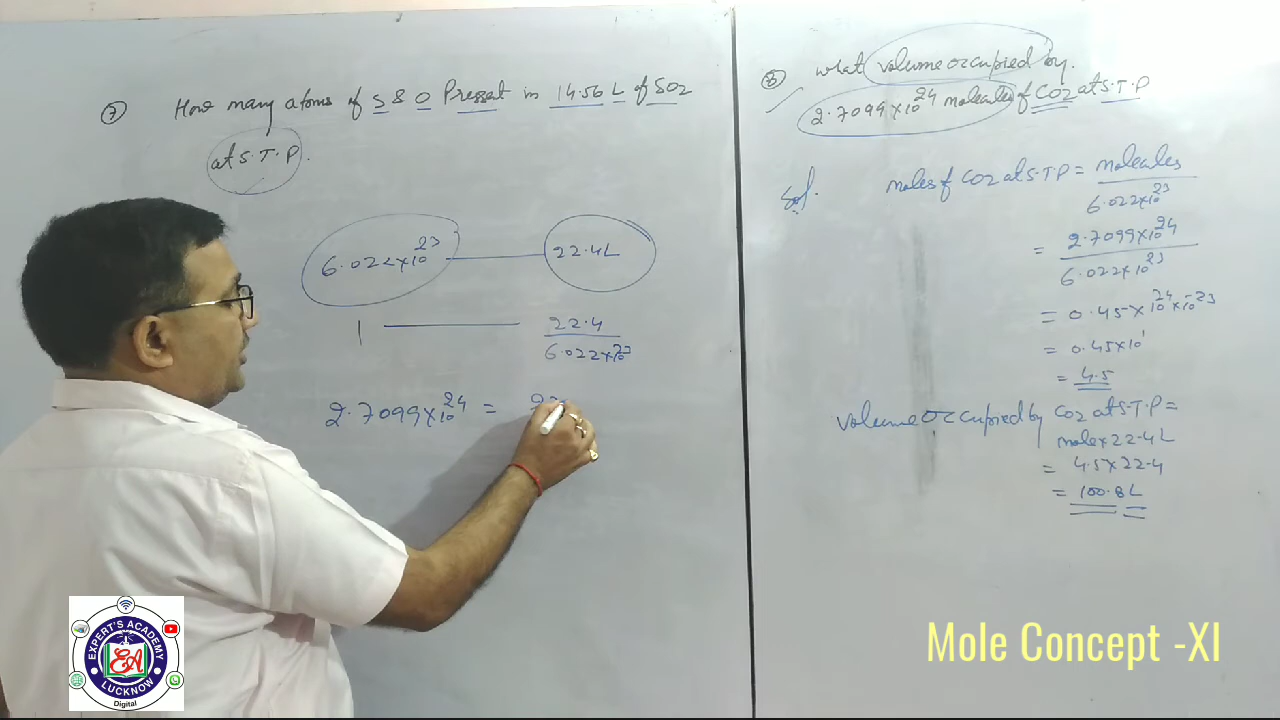 ⑦ How many atoms of S & O Present in 14.56 L of SO2
at S.T.P.
6.022×10^23 — 22.4L
1 — 22.4
6.022×10^23
2.7099×10^24 = 22
⑧ what volume occupied by.
2.7099×10^24 molecules of CO2 at S.T.P
Sol. moles of CO2 at S.T.P = molecules
6.022×10^23
= 2.7099×10^24
6.022×10^23
= 0.45×10^24×10^-23
= 0.45×10^1
= 4.5
Volume occupied by CO2 at S.T.P =
mole×22.4L
= 4.5×22.4
= 100.8L
EXPERT'S ACADEMY
EA
LUCKNOW
Digital
Mole Concept -XI